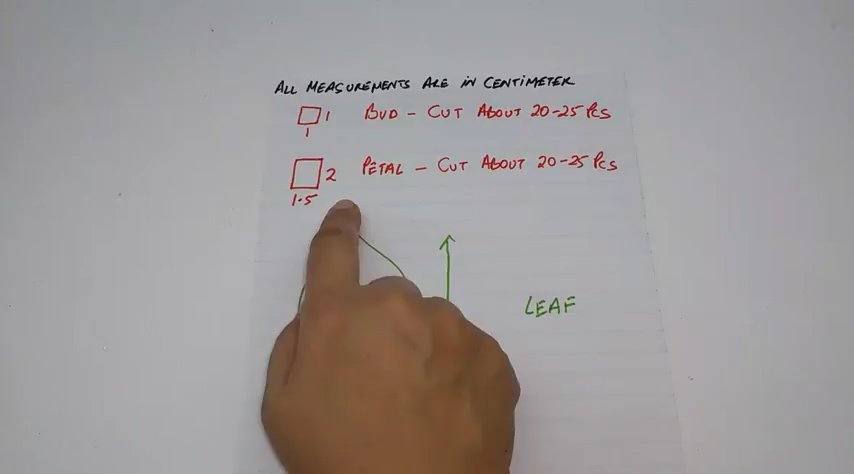 ALL MEASUREMENTS ARE IN CENTIMETER
1 BUD - CUT ABOUT 20-25 PCS
1
2 PETAL - CUT ABOUT 20-25 PCS
1.5
LEAF